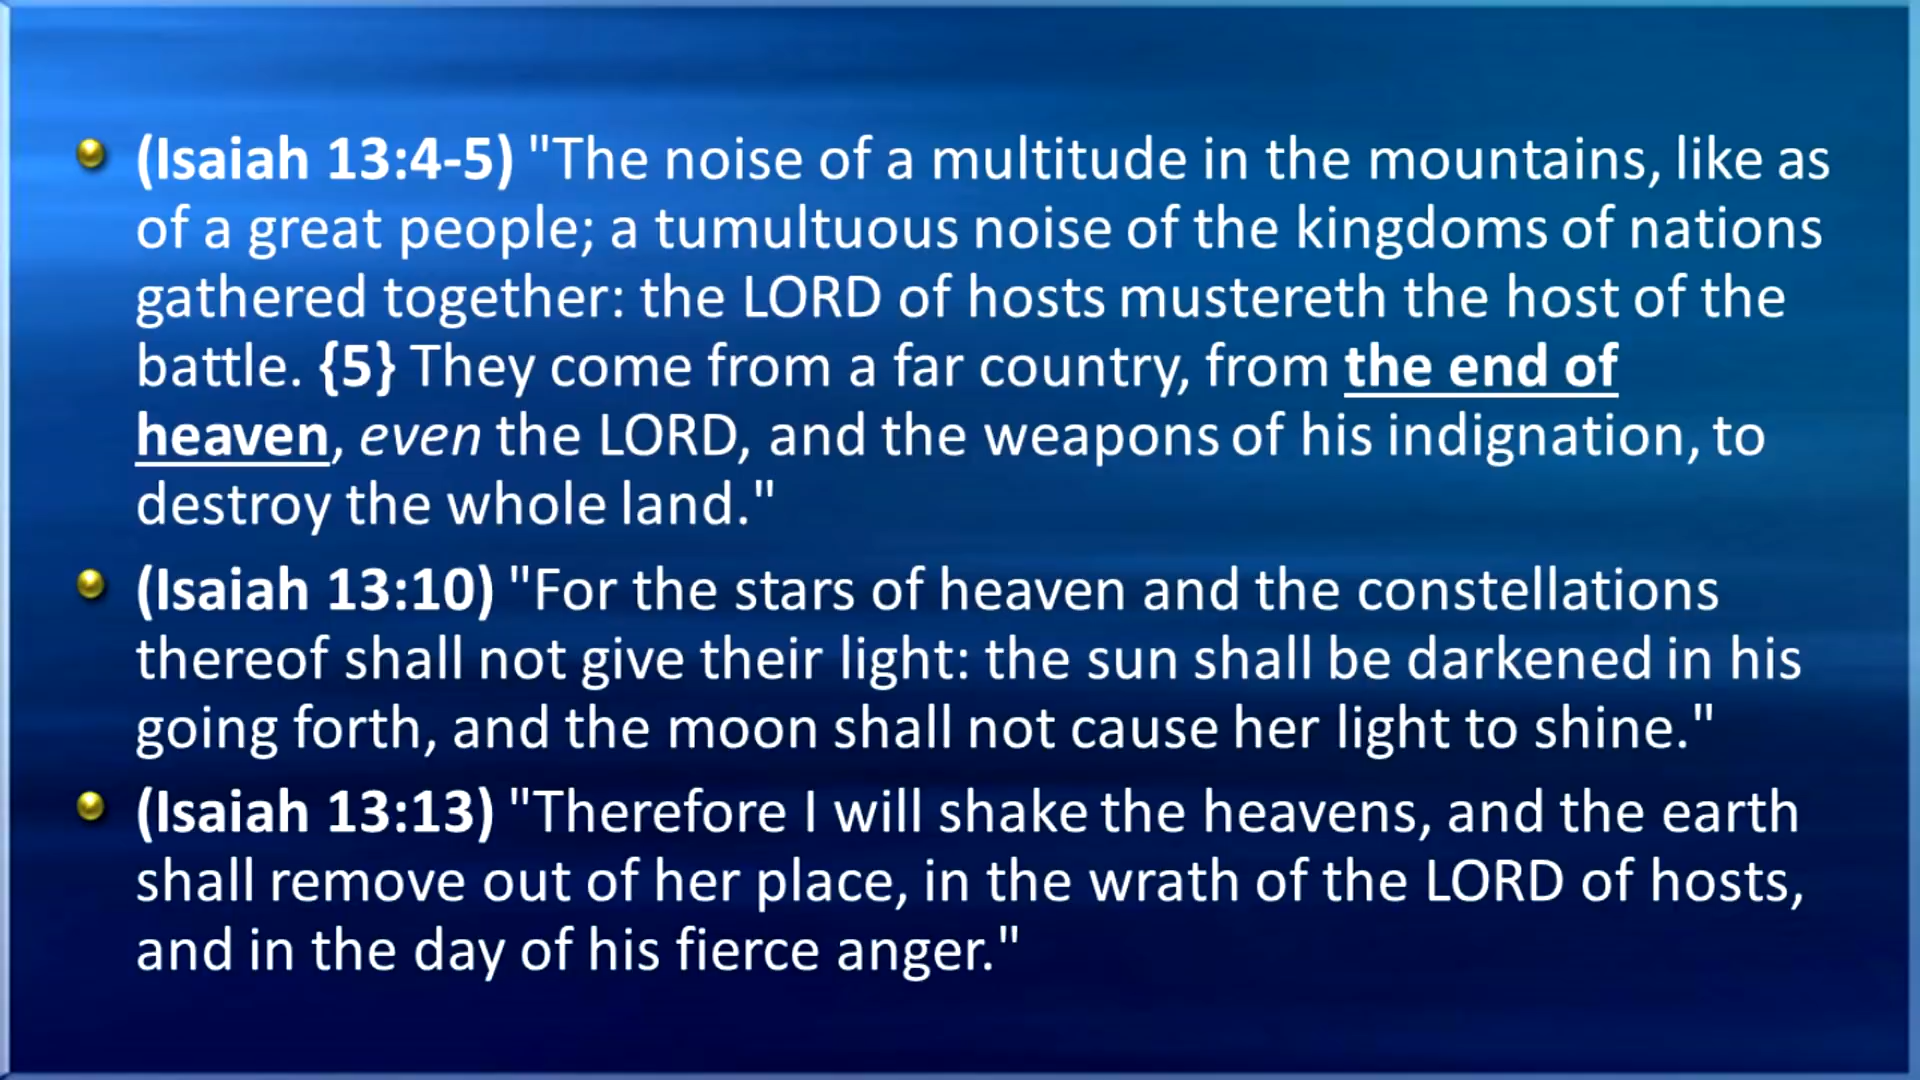 (Isaiah 13:4-5) "The noise of a multitude in the mountains, like as
of a great people; a tumultuous noise of the kingdoms of nations
gathered together: the LORD of hosts mustereth the host of the
battle. {5} They come from a far country, from the end of
heaven, even the LORD, and the weapons of his indignation, to
destroy the whole land."
(Isaiah 13:10) "For the stars of heaven and the constellations
thereof shall not give their light: the sun shall be darkened in his
going forth, and the moon shall not cause her light to shine."
(Isaiah 13:13) "Therefore I will shake the heavens, and the earth
shall remove out of her place, in the wrath of the LORD of hosts,
and in the day of his fierce anger."